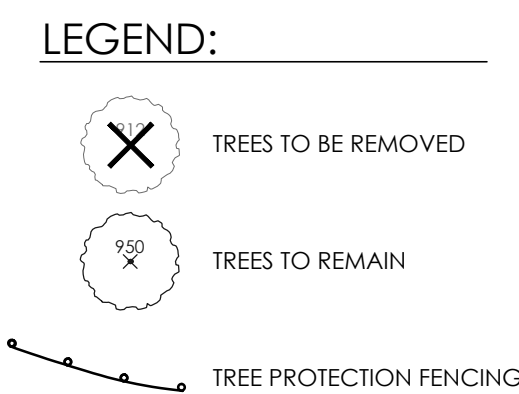 LEGEND:
TREES TO BE REMOVED
950
TREES TO REMAIN
TREE PROTECTION FENCING